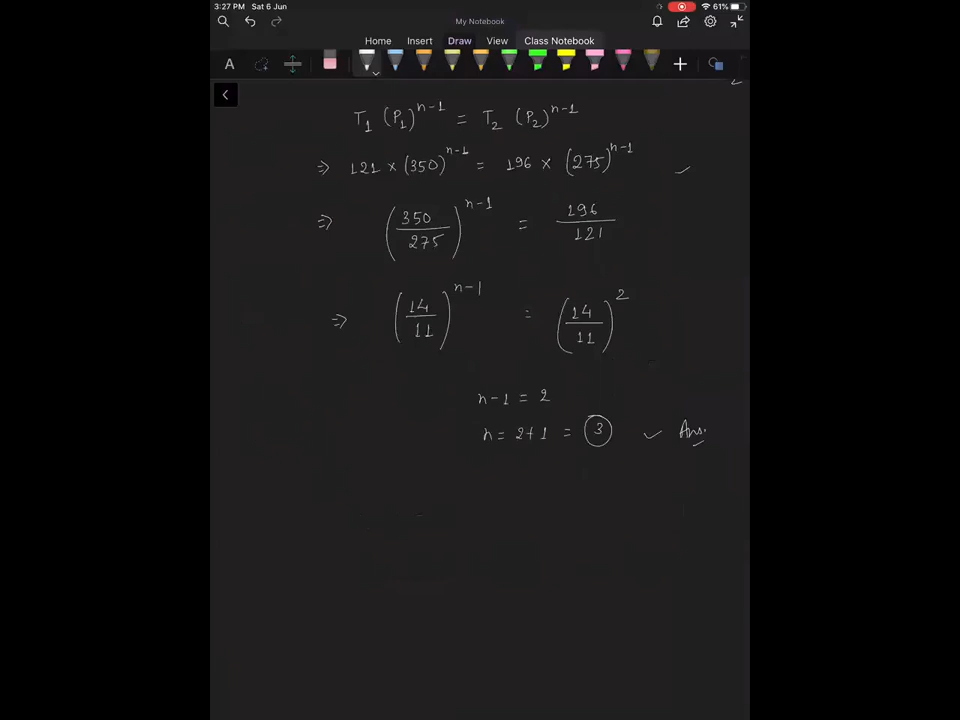 3:27 PM Sat 6 Jun 61%
My Notebook
Home Insert Draw View Class Notebook
A
T₁ (P₁)ⁿ⁻¹ = T₂ (P₂)ⁿ⁻¹
⇒ 121 × (350)ⁿ⁻¹ = 196 × (275)ⁿ⁻¹ ✓
⇒ (350/275)ⁿ⁻¹ = 196/121
⇒ (14/11)ⁿ⁻¹ = (14/11)²
n-1 = 2
n = 2+1 = 3 ✓ Ans.